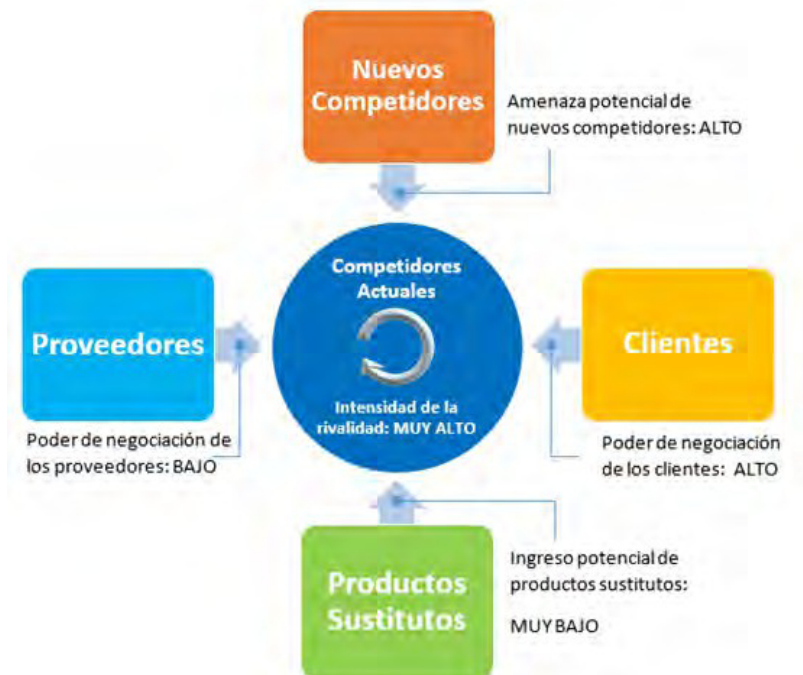 Nuevos
Competidores
Amenaza potencial de
nuevos competidores: ALTO
Competidores
Actuales
Intensidad de la
rivalidad: MUY ALTO
Proveedores
Poder de negociación de
los proveedores: BAJO
Clientes
Poder de negociación
de los clientes: ALTO
Productos
Sustitutos
Ingreso potencial de
productos sustitutos:
MUY BAJO